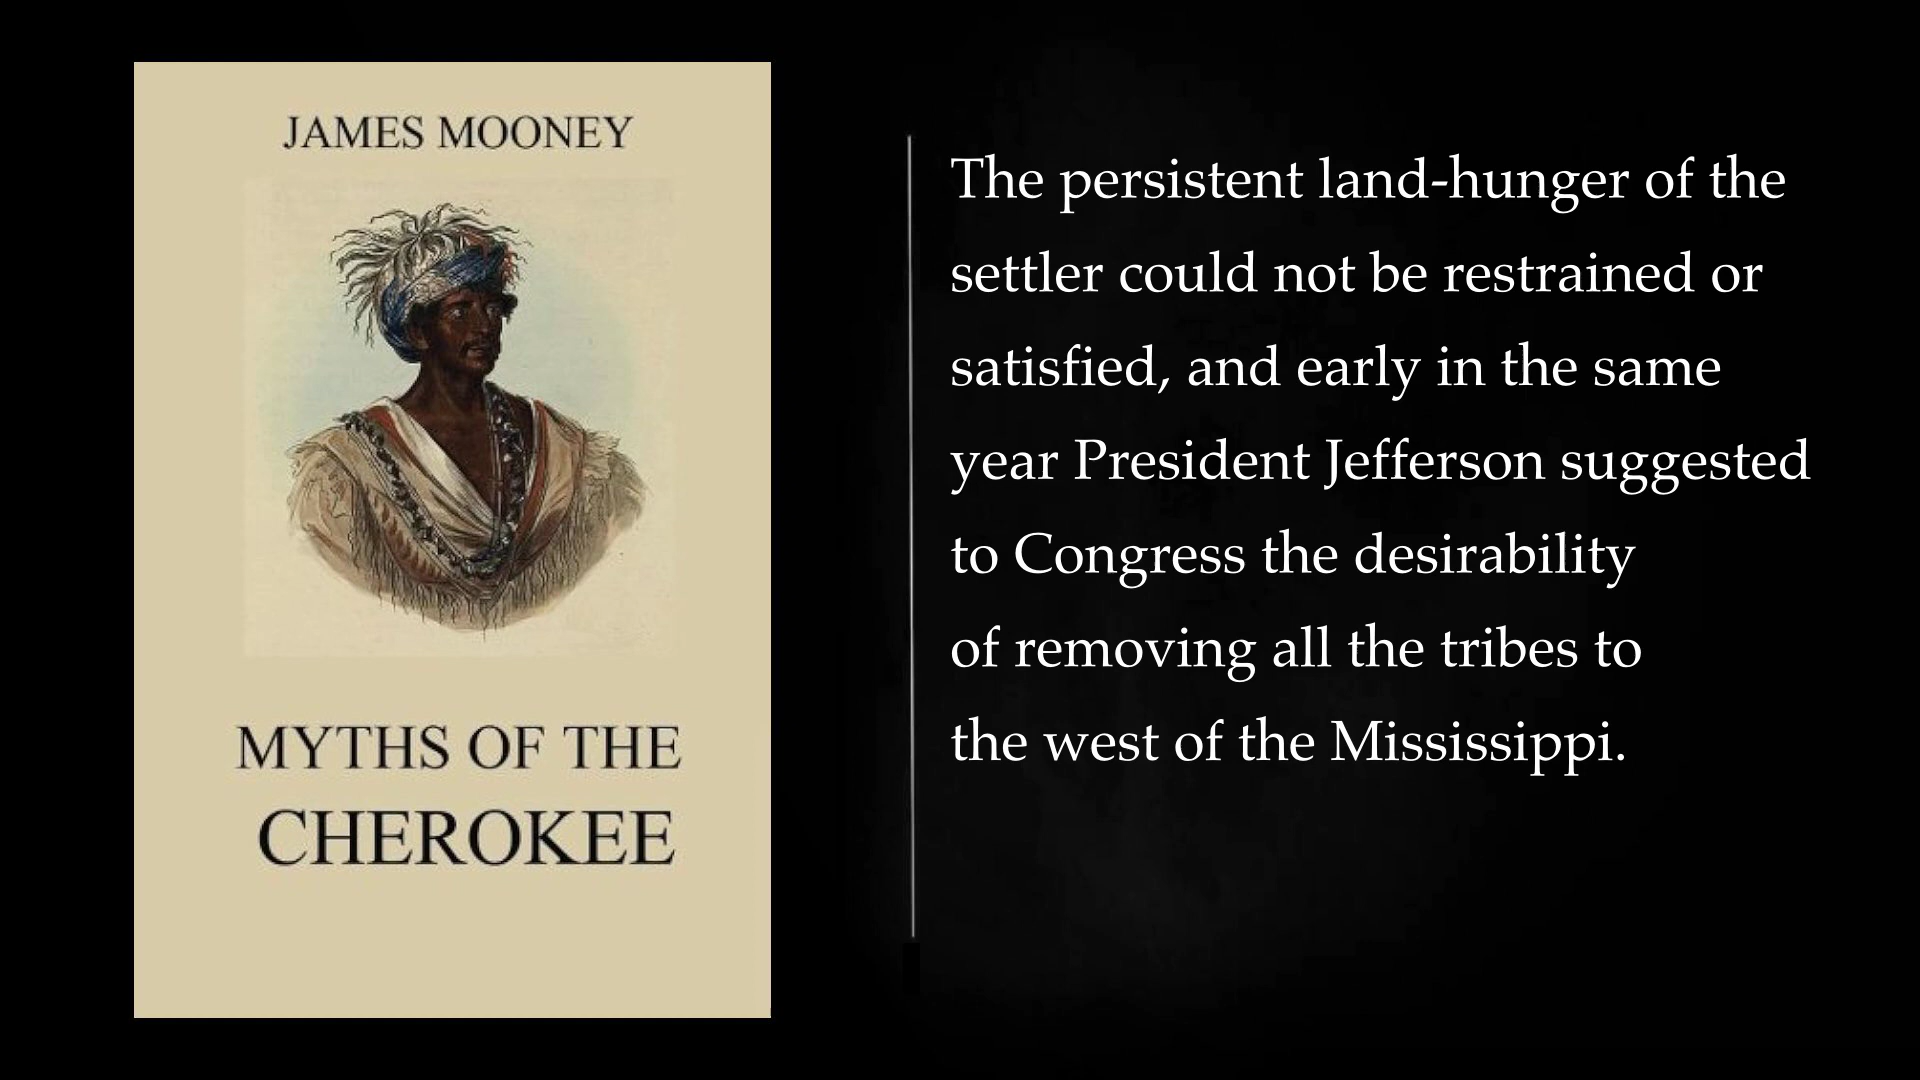 JAMES MOONEY
MYTHS OF THE
CHEROKEE
The persistent land-hunger of the
settler could not be restrained or
satisfied, and early in the same
year President Jefferson suggested
to Congress the desirability
of removing all the tribes to
the west of the Mississippi.